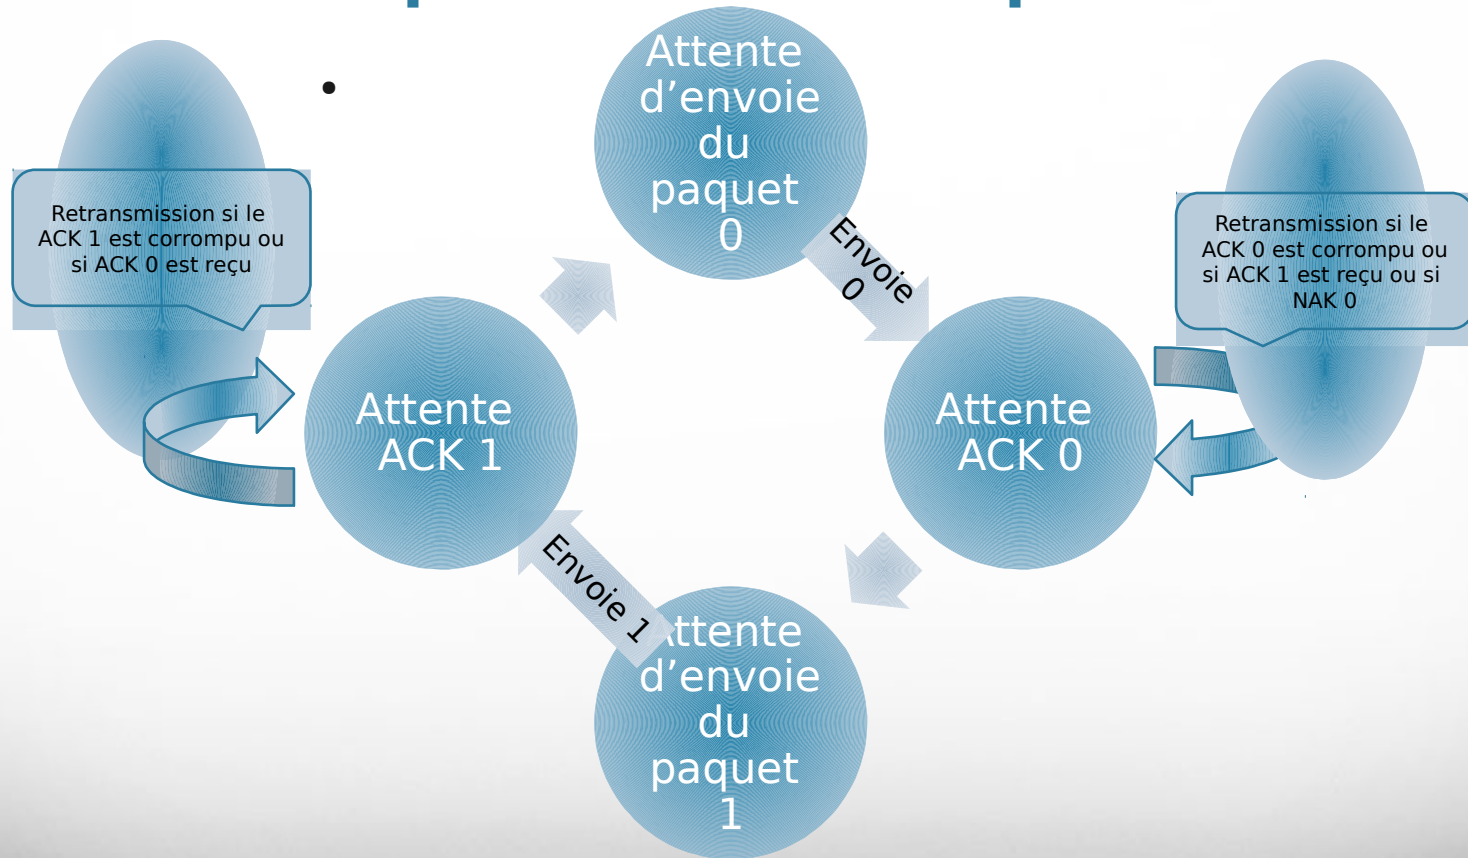 Attente
d’envoie
du
paquet
0
Envoie
0
Retransmission si le
ACK 1 est corrompu ou
si ACK 0 est reçu
Retransmission si le
ACK 0 est corrompu ou
si ACK 1 est reçu ou si
NAK 0
Attente
ACK 1
Attente
ACK 0
Envoie 1
Attente
d’envoie
du
paquet
1